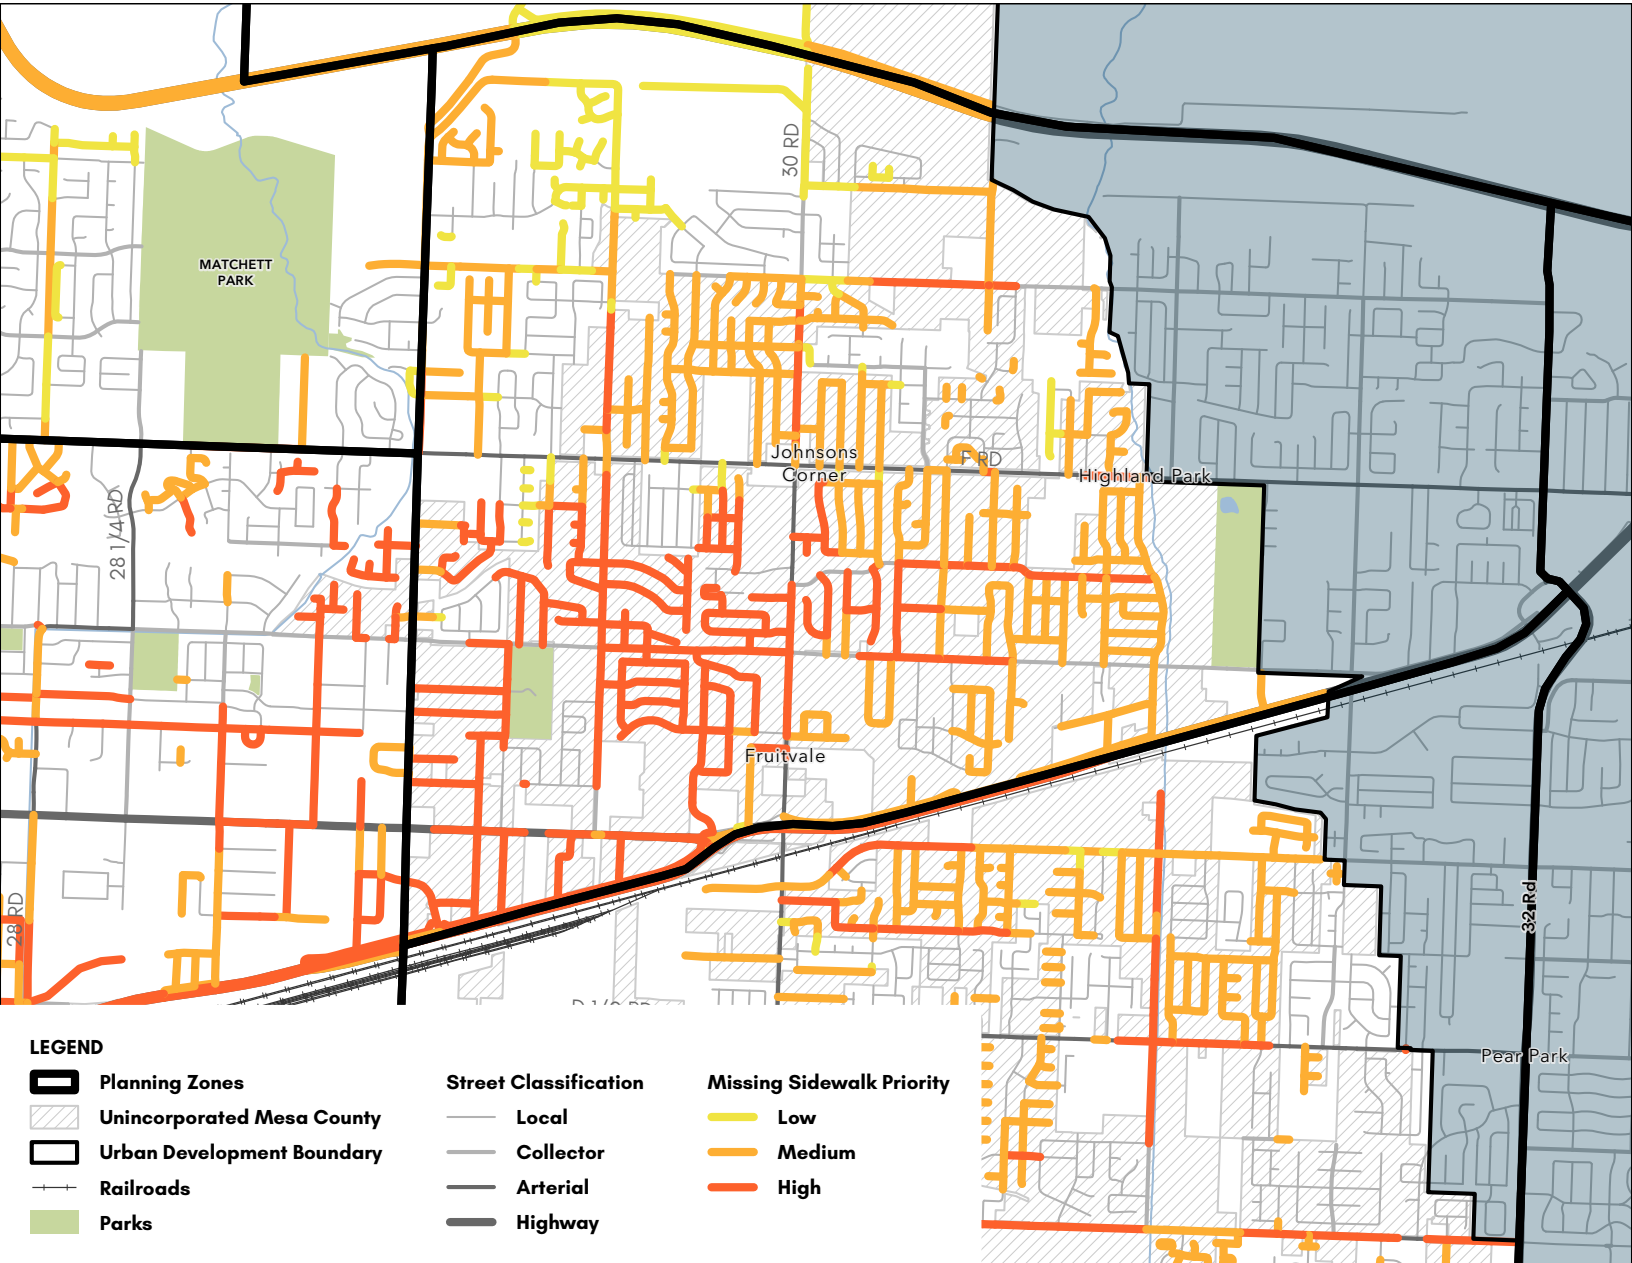 30 RD
MATCHETT
PARK
Johnsons
Corner
F RD
Highland Park
28 1/4 RD
Fruitvale
28 RD
32 Rd
Pear Park
LEGEND
Planning Zones
Unincorporated Mesa County
Urban Development Boundary
Railroads
Parks
Street Classification
Local
Collector
Arterial
Highway
Missing Sidewalk Priority
Low
Medium
High